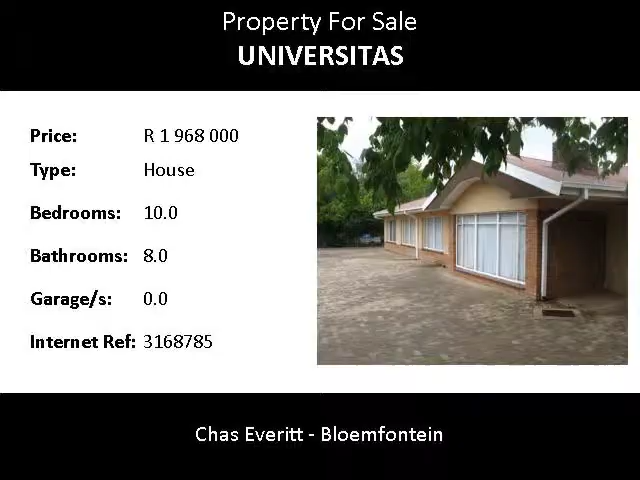 Property For Sale
UNIVERSITAS
Price: R 1 968 000
Type: House
Bedrooms: 10.0
Bathrooms: 8.0
Garage/s: 0.0
Internet Ref: 3168785
Chas Everitt - Bloemfontein